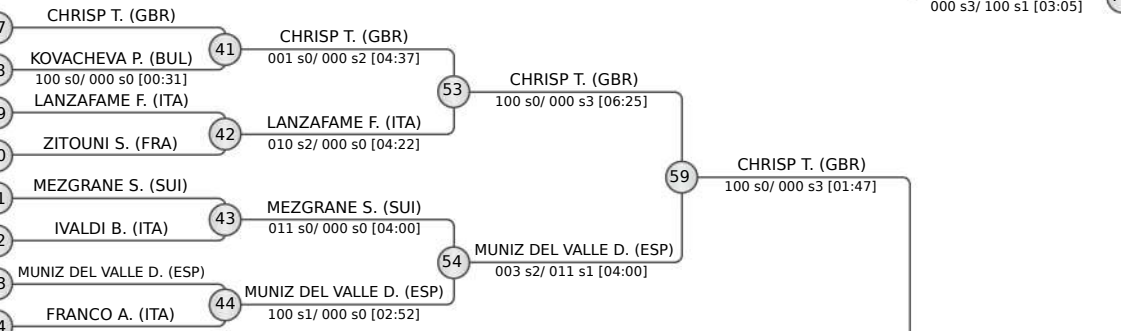 000 s3/ 100 s1 [03:05]
CHRISP T. (GBR)
41
CHRISP T. (GBR)
001 s0/ 000 s2 [04:37]
KOVACHEVA P. (BUL)
100 s0/ 000 s0 [00:31]
53
CHRISP T. (GBR)
100 s0/ 000 s3 [06:25]
LANZAFAME F. (ITA)
42
LANZAFAME F. (ITA)
010 s2/ 000 s0 [04:22]
ZITOUNI S. (FRA)
59
CHRISP T. (GBR)
100 s0/ 000 s3 [01:47]
MEZGRANE S. (SUI)
43
MEZGRANE S. (SUI)
011 s0/ 000 s0 [04:00]
IVALDI B. (ITA)
54
MUNIZ DEL VALLE D. (ESP)
003 s2/ 011 s1 [04:00]
MUNIZ DEL VALLE D. (ESP)
44
MUNIZ DEL VALLE D. (ESP)
100 s1/ 000 s0 [02:52]
FRANCO A. (ITA)